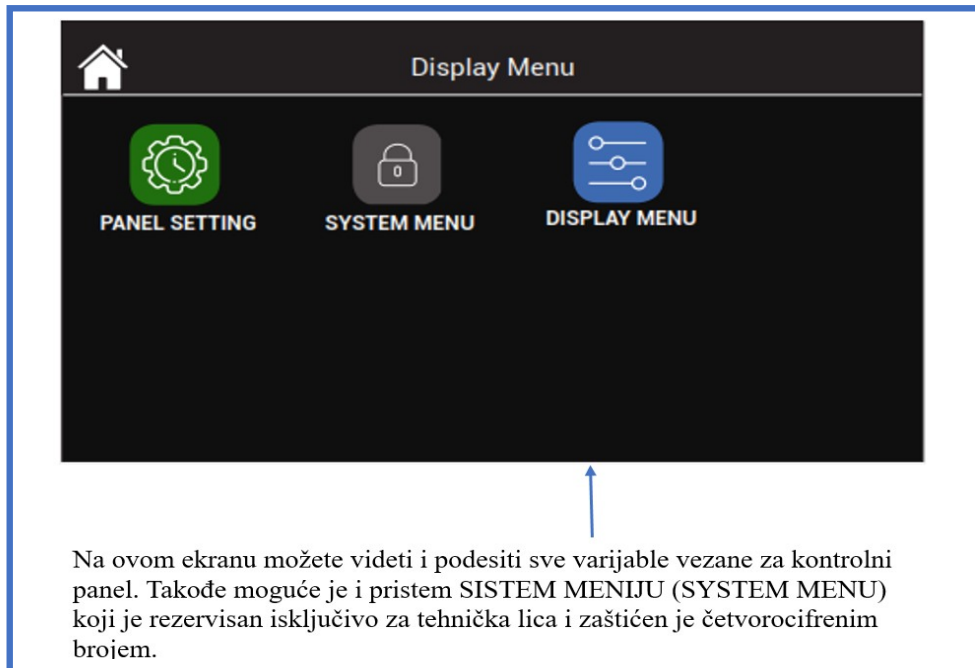 Display Menu
PANEL SETTING
SYSTEM MENU
DISPLAY MENU
Na ovom ekranu možete videti i podesiti sve varijable vezane za kontrolni
panel. Takođe moguće je i pristem SISTEM MENIJU (SYSTEM MENU)
koji je rezervisan isključivo za tehnička lica i zaštićen je četvorocifrenim
brojem.